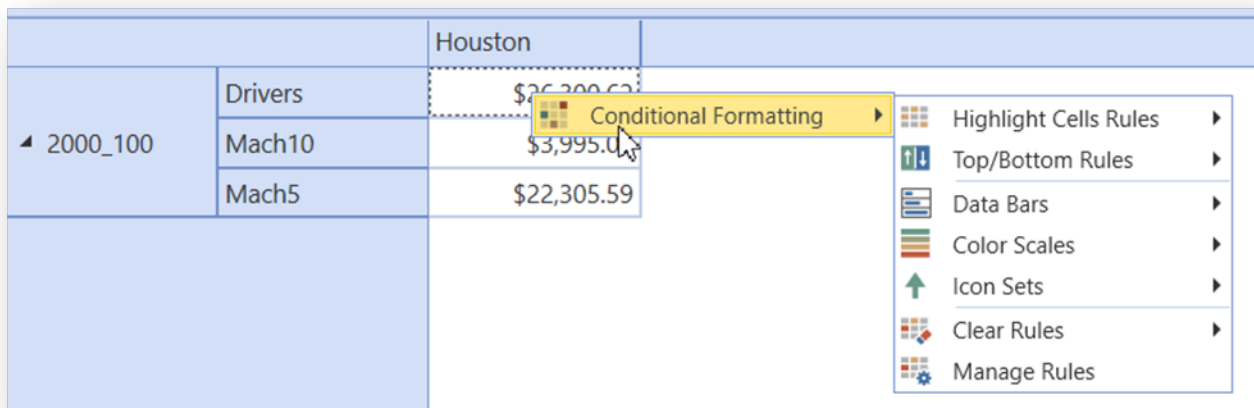 Houston
Drivers
Conditional Formatting
Highlight Cells Rules
2000_100
Mach10
Top/Bottom Rules
Mach5
$22,305.59
Data Bars
Color Scales
Icon Sets
Clear Rules
Manage Rules